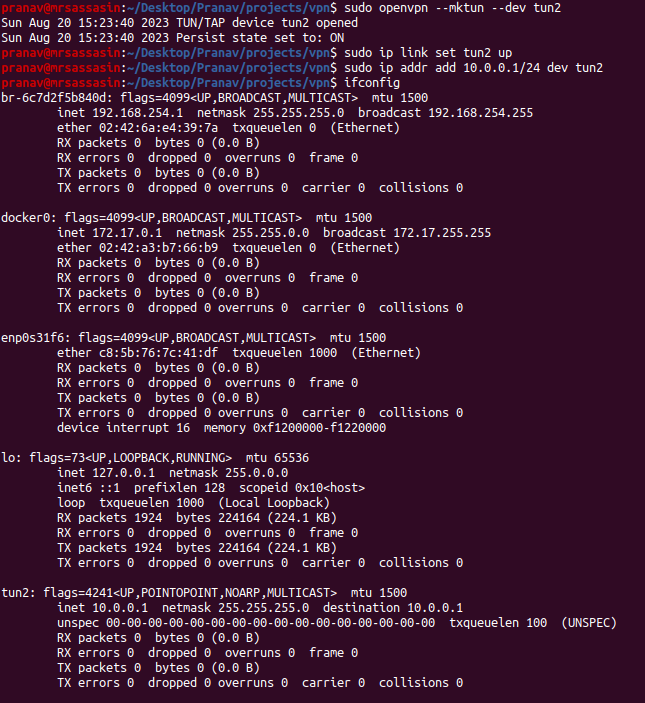 pranav@mrsassasin:~/Desktop/Pranav/projects/vpn$ sudo openvpn --mktun --dev tun2
Sun Aug 20 15:23:40 2023 TUN/TAP device tun2 opened
Sun Aug 20 15:23:40 2023 Persist state set to: ON
pranav@mrsassasin:~/Desktop/Pranav/projects/vpn$ sudo ip link set tun2 up
pranav@mrsassasin:~/Desktop/Pranav/projects/vpn$ sudo ip addr add 10.0.0.1/24 dev tun2
pranav@mrsassasin:~/Desktop/Pranav/projects/vpn$ ifconfig
br-6c7d2f5b840d: flags=4099<UP,BROADCAST,MULTICAST>  mtu 1500
        inet 192.168.254.1  netmask 255.255.255.0  broadcast 192.168.254.255
        ether 02:42:6a:e4:39:7a  txqueuelen 0  (Ethernet)
        RX packets 0  bytes 0 (0.0 B)
        RX errors 0  dropped 0  overruns 0  frame 0
        TX packets 0  bytes 0 (0.0 B)
        TX errors 0  dropped 0 overruns 0  carrier 0  collisions 0

docker0: flags=4099<UP,BROADCAST,MULTICAST>  mtu 1500
        inet 172.17.0.1  netmask 255.255.0.0  broadcast 172.17.255.255
        ether 02:42:a3:b7:66:b9  txqueuelen 0  (Ethernet)
        RX packets 0  bytes 0 (0.0 B)
        RX errors 0  dropped 0  overruns 0  frame 0
        TX packets 0  bytes 0 (0.0 B)
        TX errors 0  dropped 0 overruns 0  carrier 0  collisions 0

enp0s31f6: flags=4099<UP,BROADCAST,MULTICAST>  mtu 1500
        ether c8:5b:76:7c:41:df  txqueuelen 1000  (Ethernet)
        RX packets 0  bytes 0 (0.0 B)
        RX errors 0  dropped 0  overruns 0  frame 0
        TX packets 0  bytes 0 (0.0 B)
        TX errors 0  dropped 0 overruns 0  carrier 0  collisions 0
        device interrupt 16  memory 0xf1200000-f1220000

lo: flags=73<UP,LOOPBACK,RUNNING>  mtu 65536
        inet 127.0.0.1  netmask 255.0.0.0
        inet6 ::1  prefixlen 128  scopeid 0x10<host>
        loop  txqueuelen 1000  (Local Loopback)
        RX packets 1924  bytes 224164 (224.1 KB)
        RX errors 0  dropped 0  overruns 0  frame 0
        TX packets 1924  bytes 224164 (224.1 KB)
        TX errors 0  dropped 0 overruns 0  carrier 0  collisions 0

tun2: flags=4241<UP,POINTOPOINT,NOARP,MULTICAST>  mtu 1500
        inet 10.0.0.1  netmask 255.255.255.0  destination 10.0.0.1
        unspec 00-00-00-00-00-00-00-00-00-00-00-00-00-00-00-00  txqueuelen 100  (UNSPEC)
        RX packets 0  bytes 0 (0.0 B)
        RX errors 0  dropped 0  overruns 0  frame 0
        TX packets 0  bytes 0 (0.0 B)
        TX errors 0  dropped 0 overruns 0  carrier 0  collisions 0